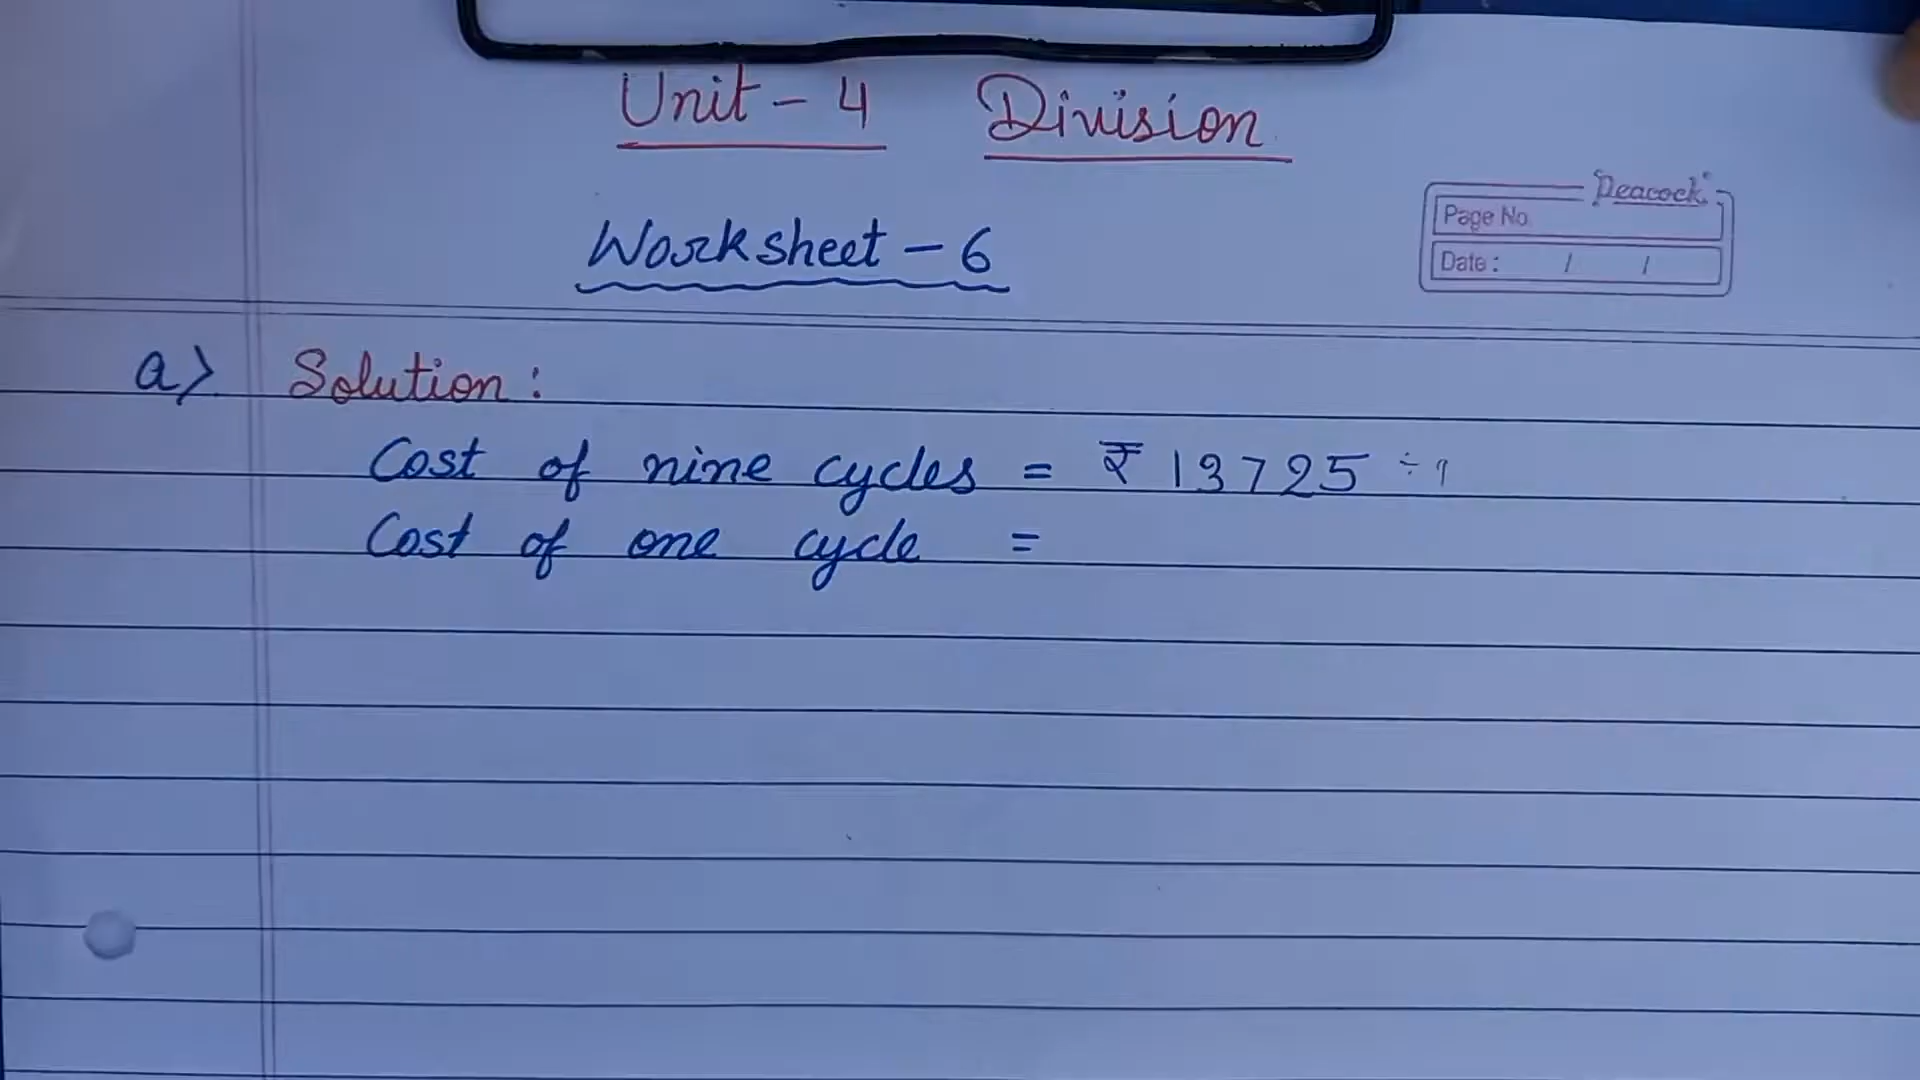 Unit - 4 Division
Peacock
Page No.
Worksheet - 6
Date : / /
a> Solution :
Cost of nine cycles = ₹ 13725 ÷
Cost of one cycle =